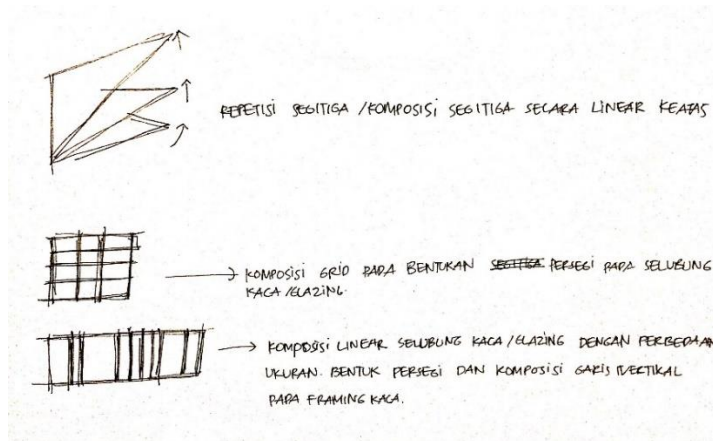 REPETISI SEGITIGA / KOMPOSISI SEGITIGA SECARA LINEAR KEATAS
KOMPOSISI GRID PADA BENTUKAN SEGITIGA PERSEGI PADA SELUBUNG
KACA /GLAZING.
KOMPOSISI LINEAR SELUBUNG KACA /GLAZING DENGAN PERBEDAAN
UKURAN. BENTUK PERSEGI DAN KOMPOSISI GARIS VERTIKAL
PADA FRAMING KACA.